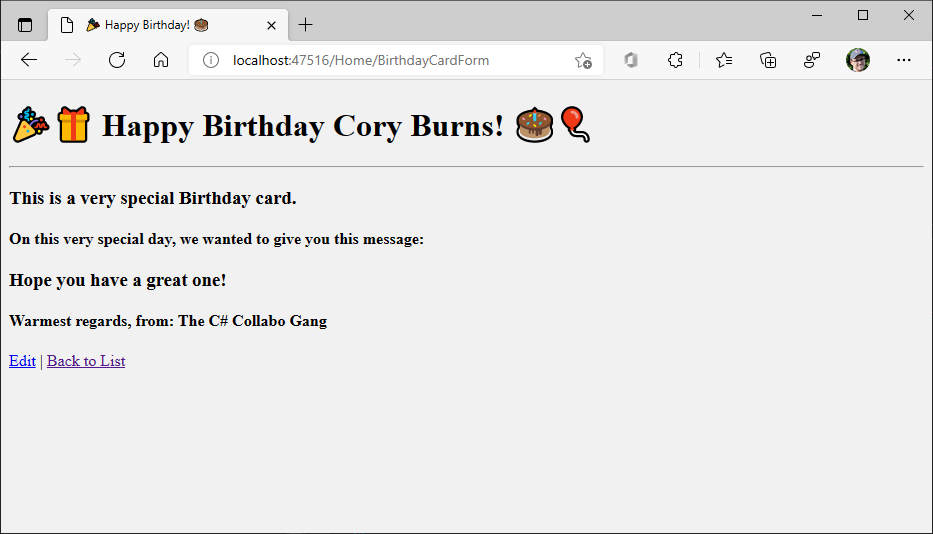 🎉 Happy Birthday! 🎂
localhost:47516/Home/BirthdayCardForm
🎉🎁 Happy Birthday Cory Burns! 🎂🎈
This is a very special Birthday card.
On this very special day, we wanted to give you this message:
Hope you have a great one!
Warmest regards, from: The C# Collabo Gang
Edit | Back to List